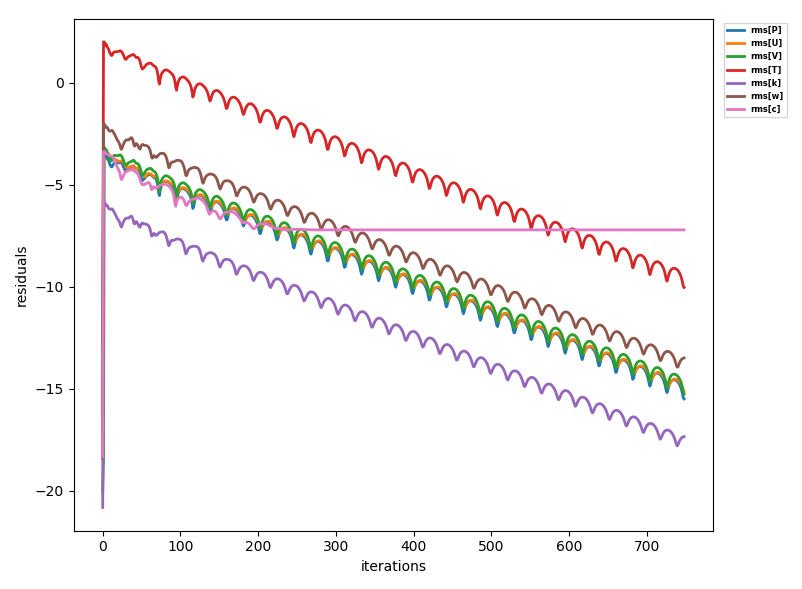 rms[P]
rms[U]
rms[V]
rms[T]
rms[k]
rms[w]
rms[c]
0
−5
−10
−15
−20
residuals
0 100 200 300 400 500 600 700
iterations